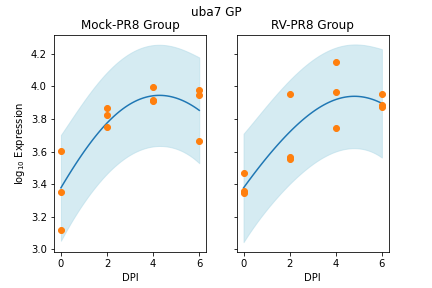 uba7 GP
Mock-PR8 Group
RV-PR8 Group
log₁₀ Expression
4.2
4.0
3.8
3.6
3.4
3.2
3.0
0
2
4
6
0
2
4
6
DPI
DPI